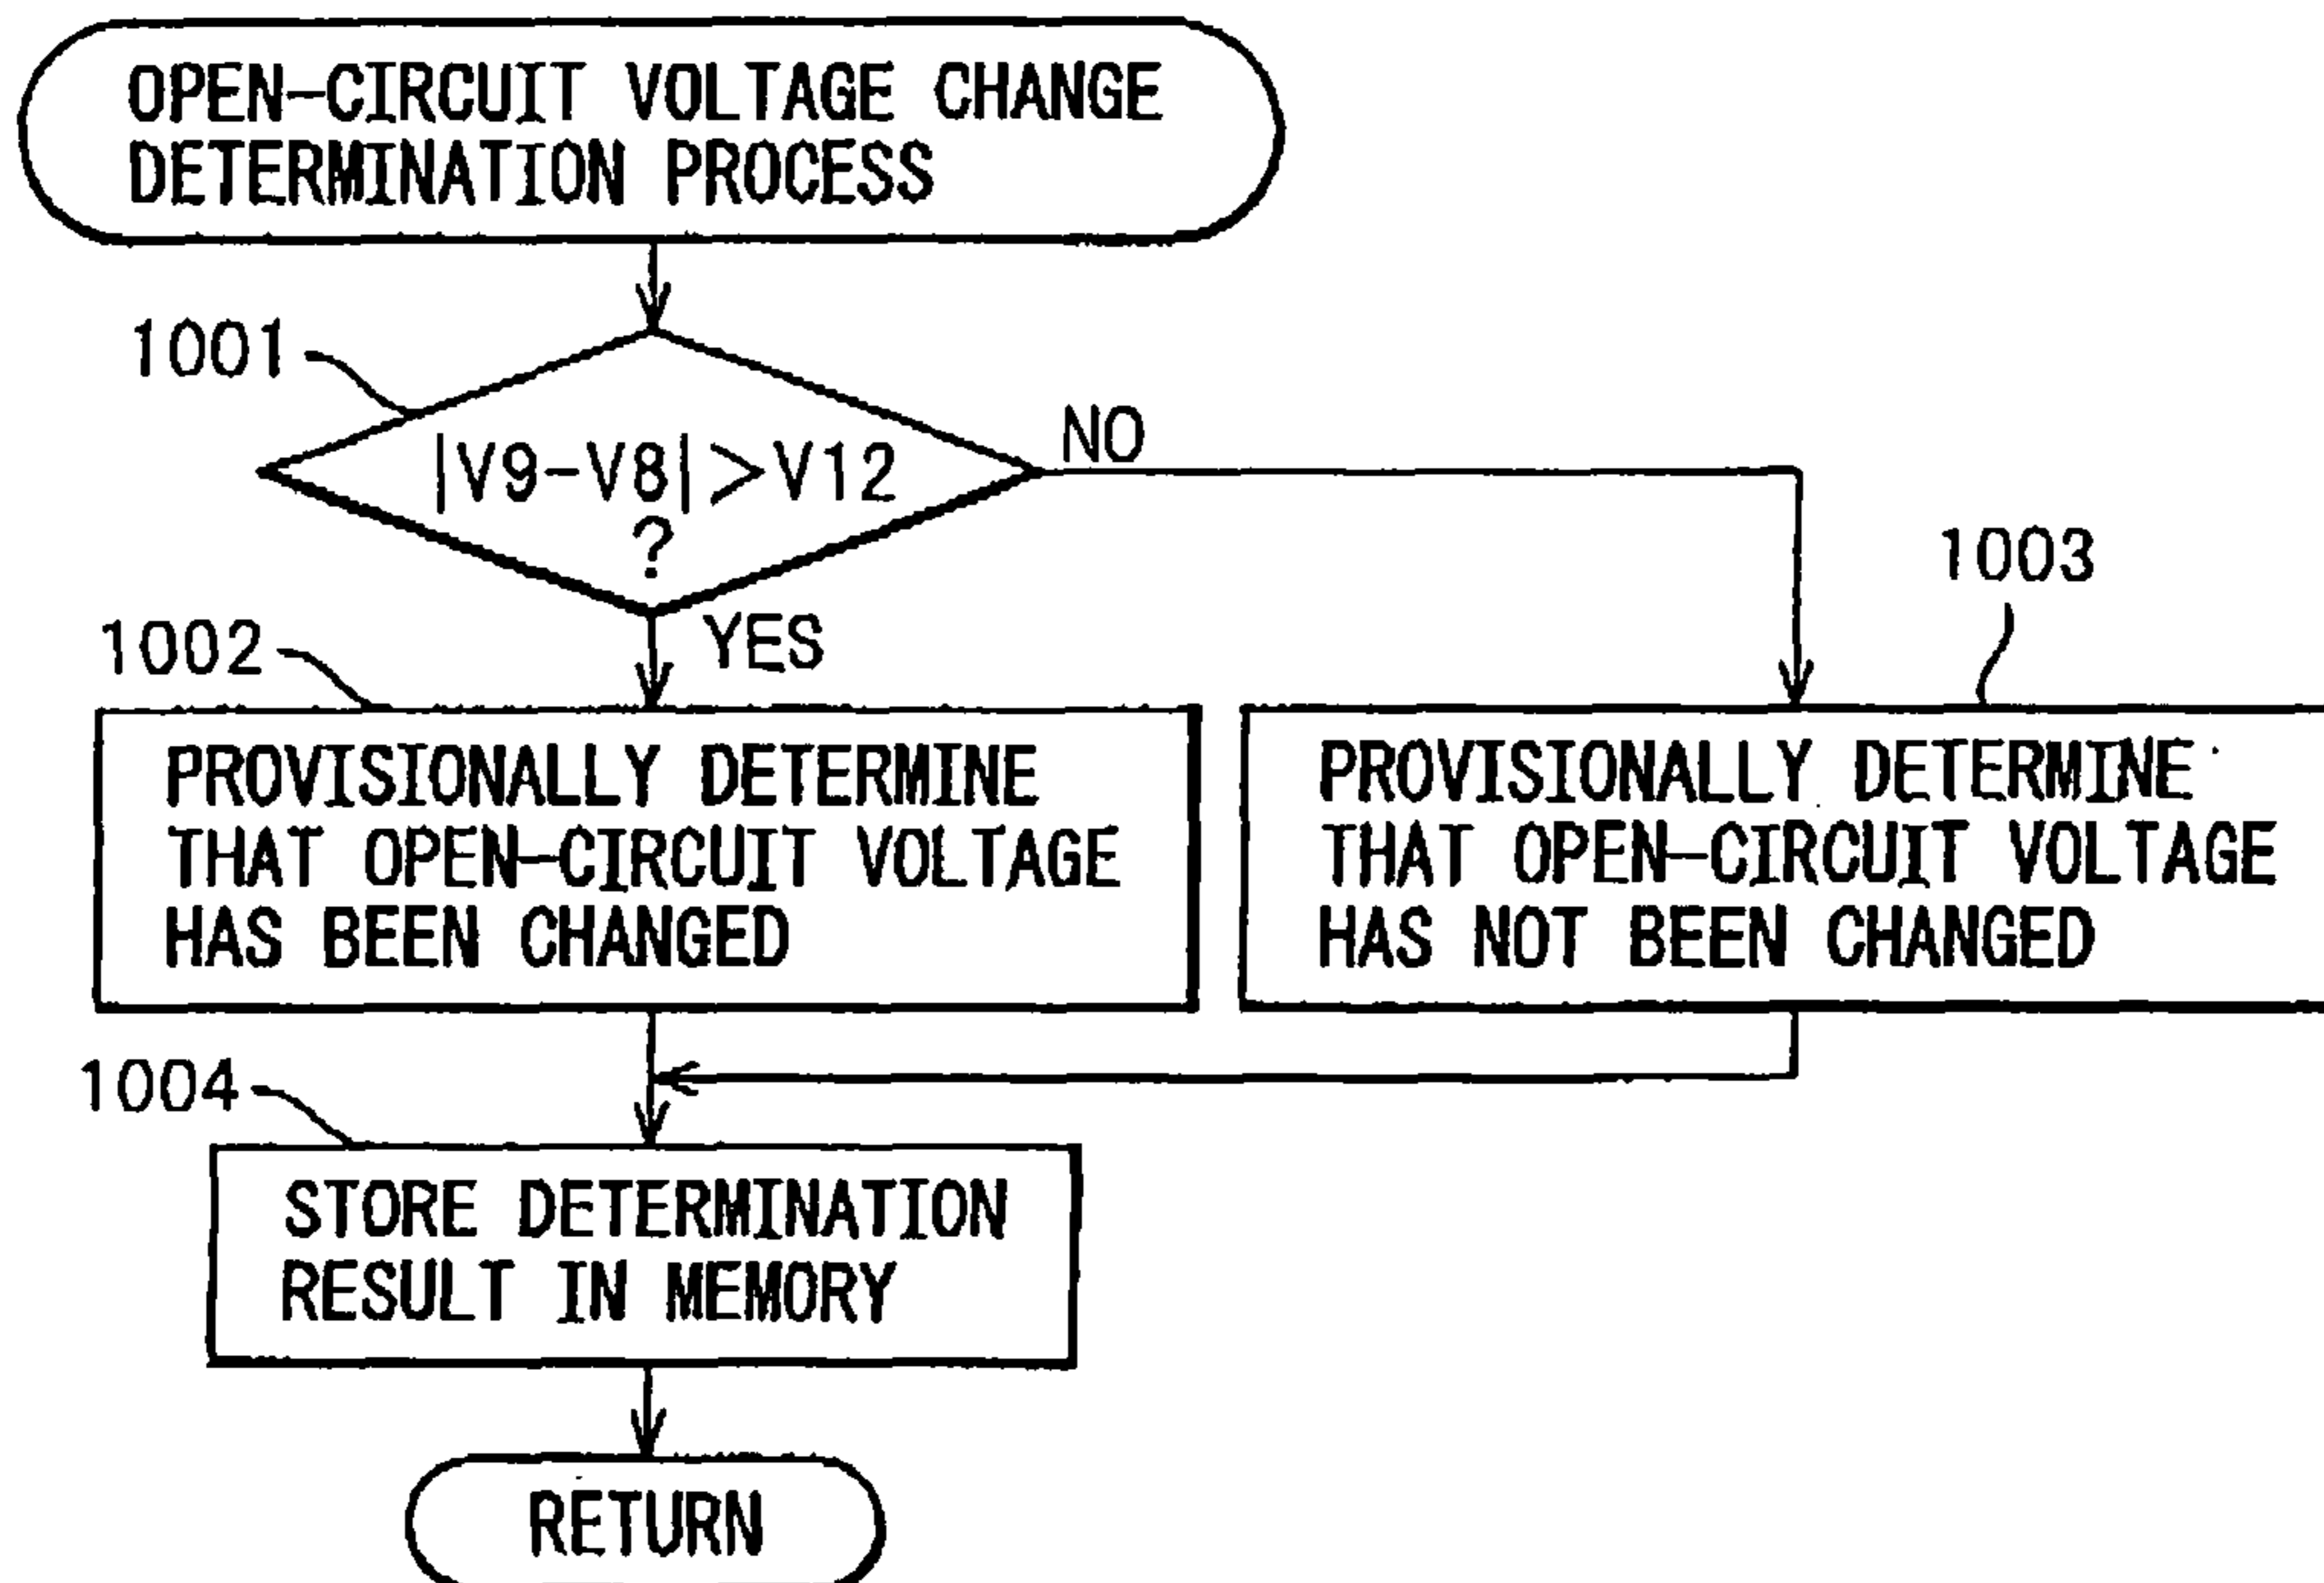 OPEN-CIRCUIT VOLTAGE CHANGE
DETERMINATION PROCESS
1001
|V9-V8|>V12
?
NO
YES
1002
PROVISIONALLY DETERMINE
THAT OPEN-CIRCUIT VOLTAGE
HAS BEEN CHANGED
1003
PROVISIONALLY DETERMINE
THAT OPEN-CIRCUIT VOLTAGE
HAS NOT BEEN CHANGED
1004
STORE DETERMINATION
RESULT IN MEMORY
RETURN